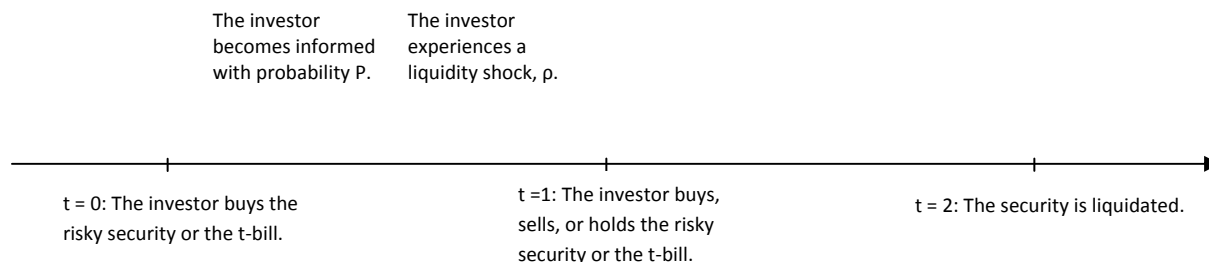 The investor
becomes informed
with probability P.
The investor
experiences a
liquidity shock, ρ.
t = 0: The investor buys the
risky security or the t-bill.
t =1: The investor buys,
sells, or holds the risky
security or the t-bill.
t = 2: The security is liquidated.